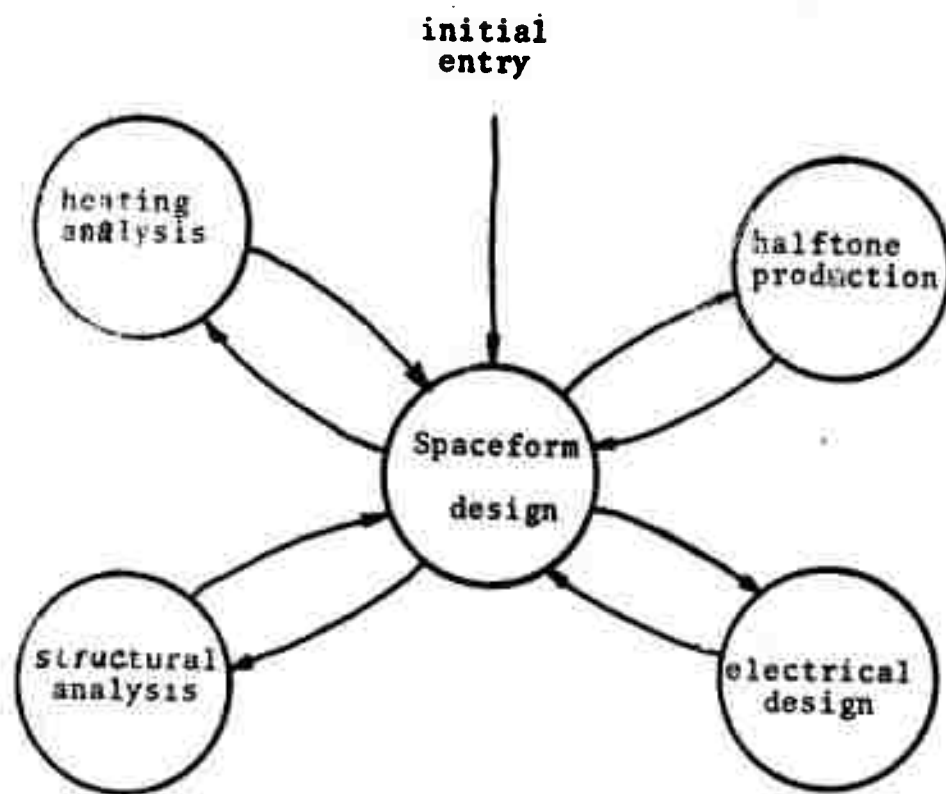 initial
entry
heating
analysis
halftone
production
Spaceform
design
structural
analysis
electrical
design